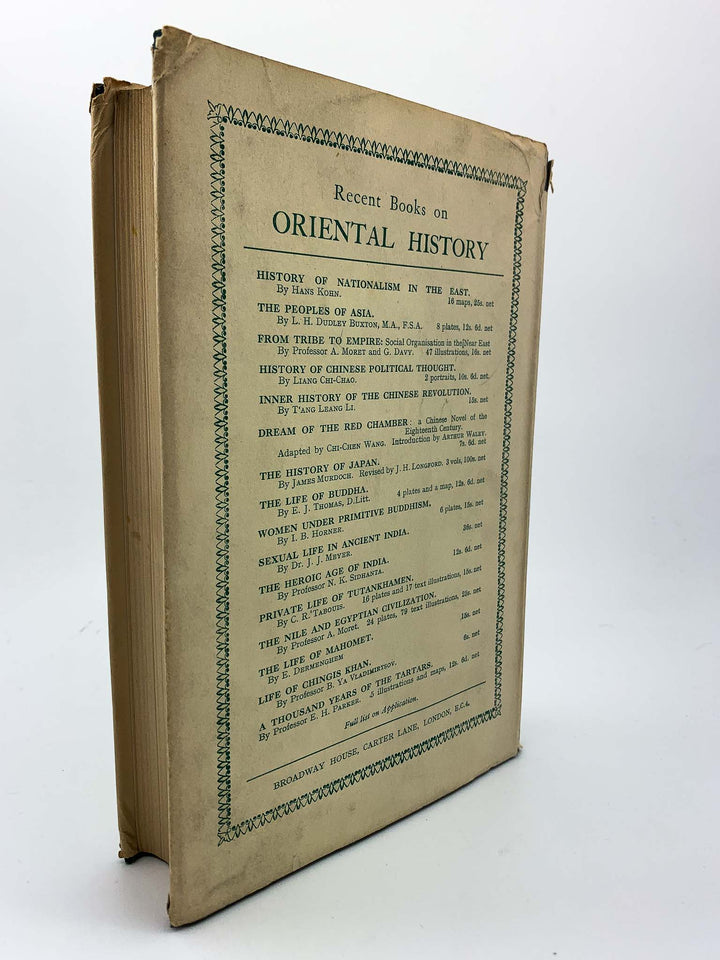 Recent Books on
ORIENTAL HISTORY
HISTORY OF NATIONALISM IN THE EAST.
By HANS KOHN. 16 maps, 25s. net
THE PEOPLES OF ASIA.
By L. H. DUDLEY BUXTON, M.A., F.S.A. 8 plates, 12s. 6d. net
FROM TRIBE TO EMPIRE: Social Organisation in the Near East
By Professor A. MORET and G. DAVY. 47 illustrations, 16s. net
HISTORY OF CHINESE POLITICAL THOUGHT.
By LIANG CHI-CHAO. 2 portraits, 10s. 6d. net
INNER HISTORY OF THE CHINESE REVOLUTION.
By T'ANG LEANG LI. 15s. net
DREAM OF THE RED CHAMBER: a Chinese Novel of the
Eighteenth Century.
Adapted by CHI-CHEN WANG. Introduction by ARTHUR WALEY.
7s. 6d. net
THE HISTORY OF JAPAN.
By JAMES MURDOCH. Revised by J. H. LONGFORD. 3 vols, 100s. net
THE LIFE OF BUDDHA.
By E. J. THOMAS, D.Litt. 4 plates and a map, 12s. 6d. net
WOMEN UNDER PRIMITIVE BUDDHISM,
By I. B. HORNER. 6 plates, 15s. net
SEXUAL LIFE IN ANCIENT INDIA.
By Dr. J. J. MEYER. 36s. net
THE HEROIC AGE OF INDIA.
By Professor N. K. SIDHANTA. 12s. 6d. net
PRIVATE LIFE OF TUTANKHAMEN.
By C. R. TABOUIS. 16 plates and 17 text illustrations, 15s. net
THE NILE AND EGYPTIAN CIVILIZATION.
By Professor A. MORET. 24 plates, 79 text illustrations, 25s. net
THE LIFE OF MAHOMET.
By E. DERMENGHEM 15s. net
LIFE OF CHINGIS KHAN.
By Professor B. YA VLADIMIRTSOV. 6s. net
A THOUSAND YEARS OF THE TARTARS.
By Professor E. H. PARKER. 5 illustrations and maps, 12s. 6d. net
Full list on Application.
BROADWAY HOUSE, CARTER LANE, LONDON, E.C.4.